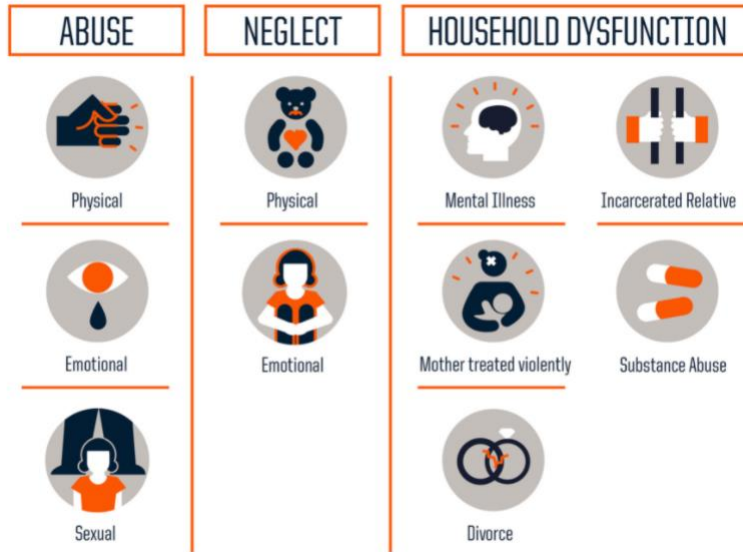 ABUSE
Physical
Emotional
Sexual
NEGLECT
Physical
Emotional
HOUSEHOLD DYSFUNCTION
Mental Illness
Incarcerated Relative
Mother treated violently
Substance Abuse
Divorce